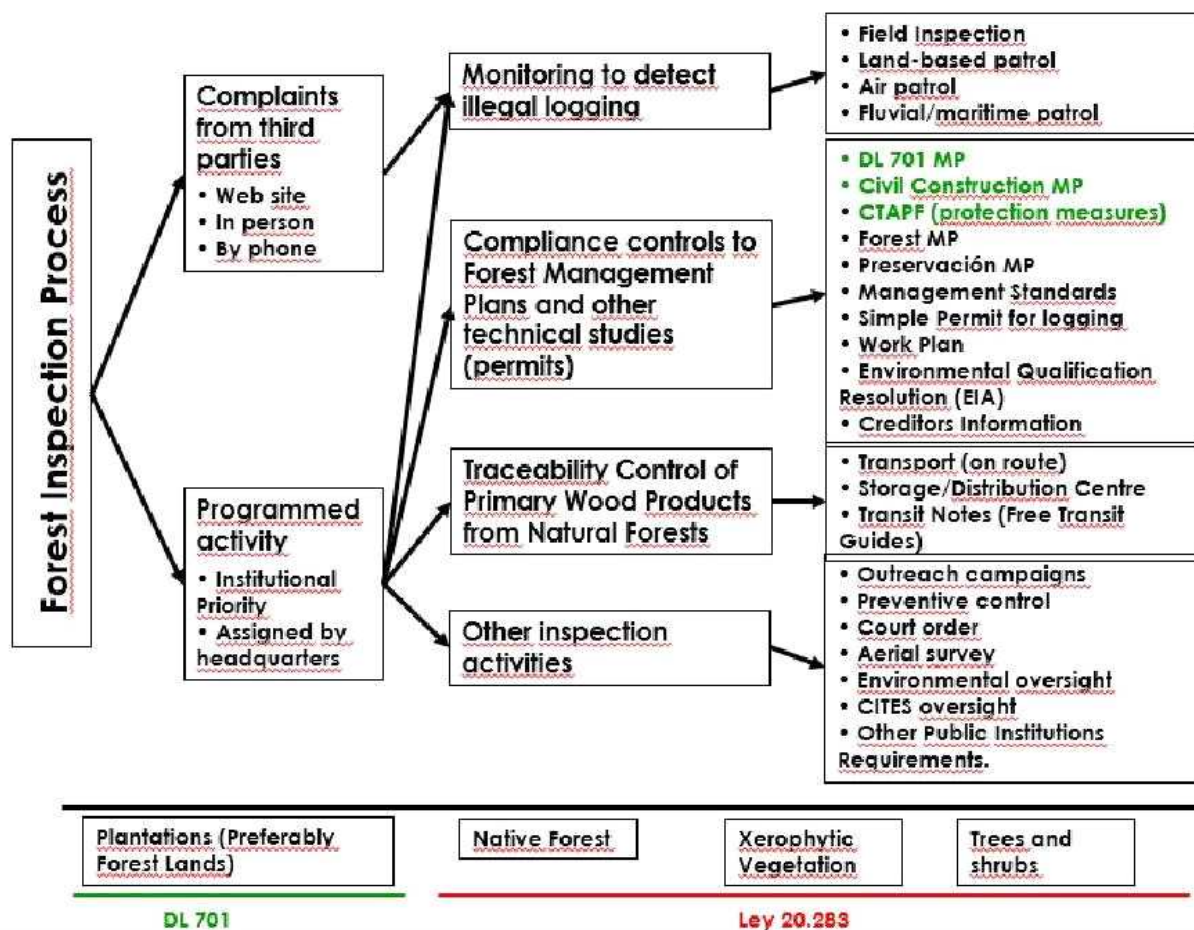 Forest Inspection Process
Complaints
from third
parties
• Web site
• In person
• By phone
Programmed
activity
• Institutional
Priority
• Assigned by
headquarters
Monitoring to detect
illegal logging
Compliance controls to
Forest Management
Plans and other
technical studies
(permits)
Traceability Control of
Primary Wood Products
from Natural Forests
Other inspection
activities
• Field Inspection
• Land-based patrol
• Air patrol
• Fluvial/maritime patrol
• DL 701 MP
• Civil Construction MP
• CTAPF (protection measures)
• Forest MP
• Preservación MP
• Management Standards
• Simple Permit for logging
• Work Plan
• Environmental Qualification
Resolution (EIA)
• Creditors Information
• Transport (on route)
• Storage/Distribution Centre
• Transit Notes (Free Transit
Guides)
• Outreach campaigns
• Preventive control
• Court order
• Aerial survey
• Environmental oversight
• CITES oversight
• Other Public Institutions
Requirements.
Plantations (Preferably
Forest Lands)
Native Forest
Xerophytic
Vegetation
Trees and
shrubs
DL 701
Ley 20.283